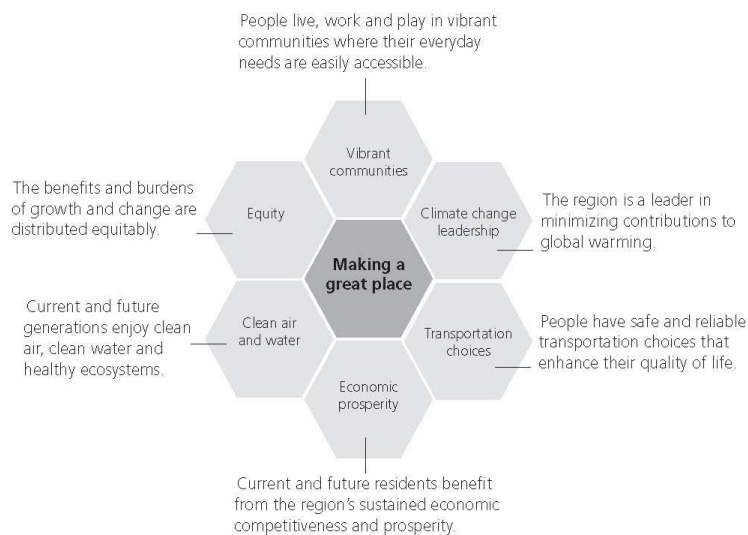 People live, work and play in vibrant
communities where their everyday
needs are easily accessible.
Vibrant
communities
The benefits and burdens
of growth and change are
distributed equitably.
Equity
Climate change
leadership
The region is a leader in
minimizing contributions to
global warming.
Making a
great place
Current and future
generations enjoy clean
air, clean water and
healthy ecosystems.
Clean air
and water
Transportation
choices
People have safe and reliable
transportation choices that
enhance their quality of life.
Economic
prosperity
Current and future residents benefit
from the region's sustained economic
competitiveness and prosperity.